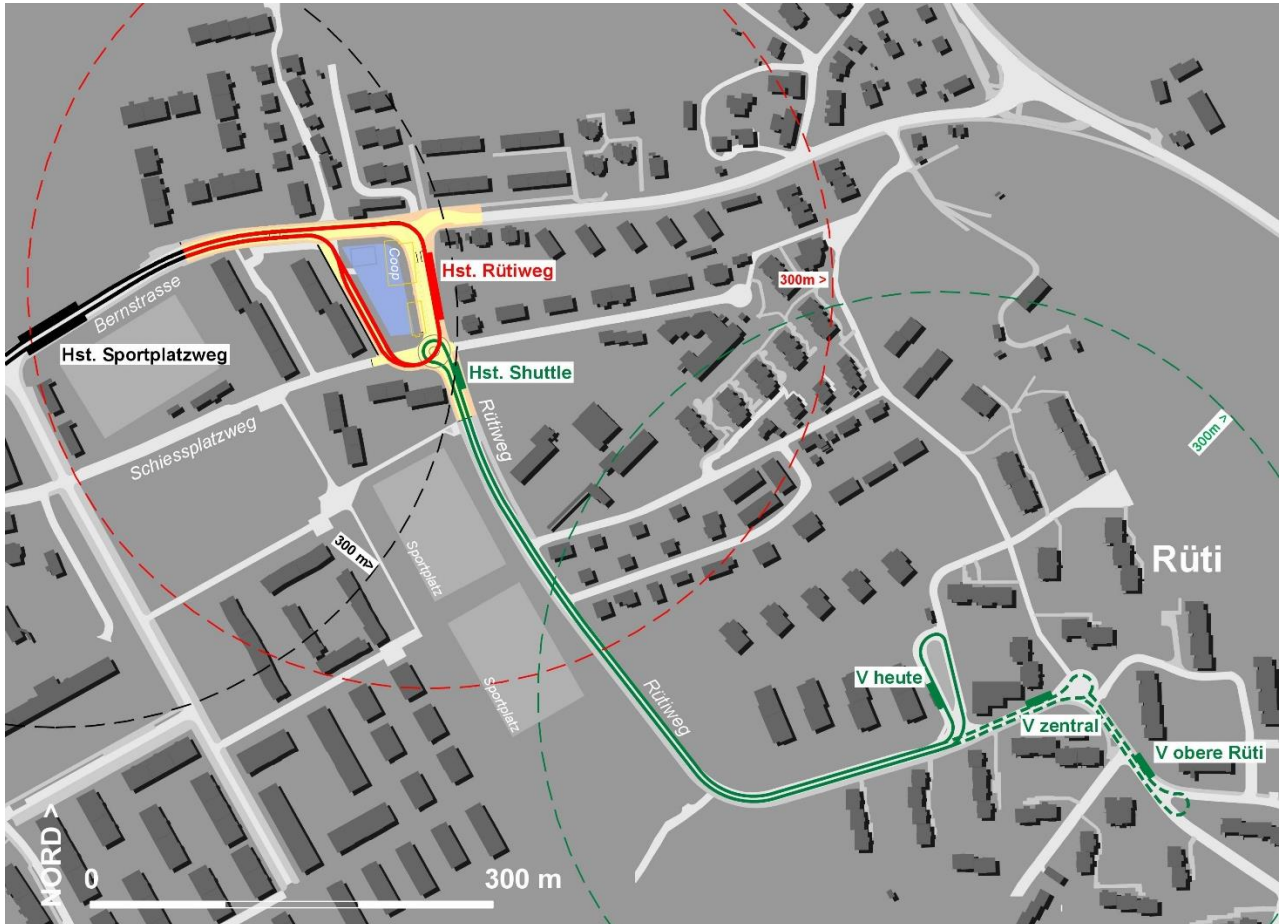 Coop
Hst. Rütiweg
300m >
Bernstrasse
Hst. Sportplatzweg
Hst. Shuttle
Rütiweg
Schiessplatzweg
300m >
300 m>
Sportplatz
Rüti
Sportplatz
Rütiweg
V heute
V zentral
V obere Rüti
NORD >
0
300 m